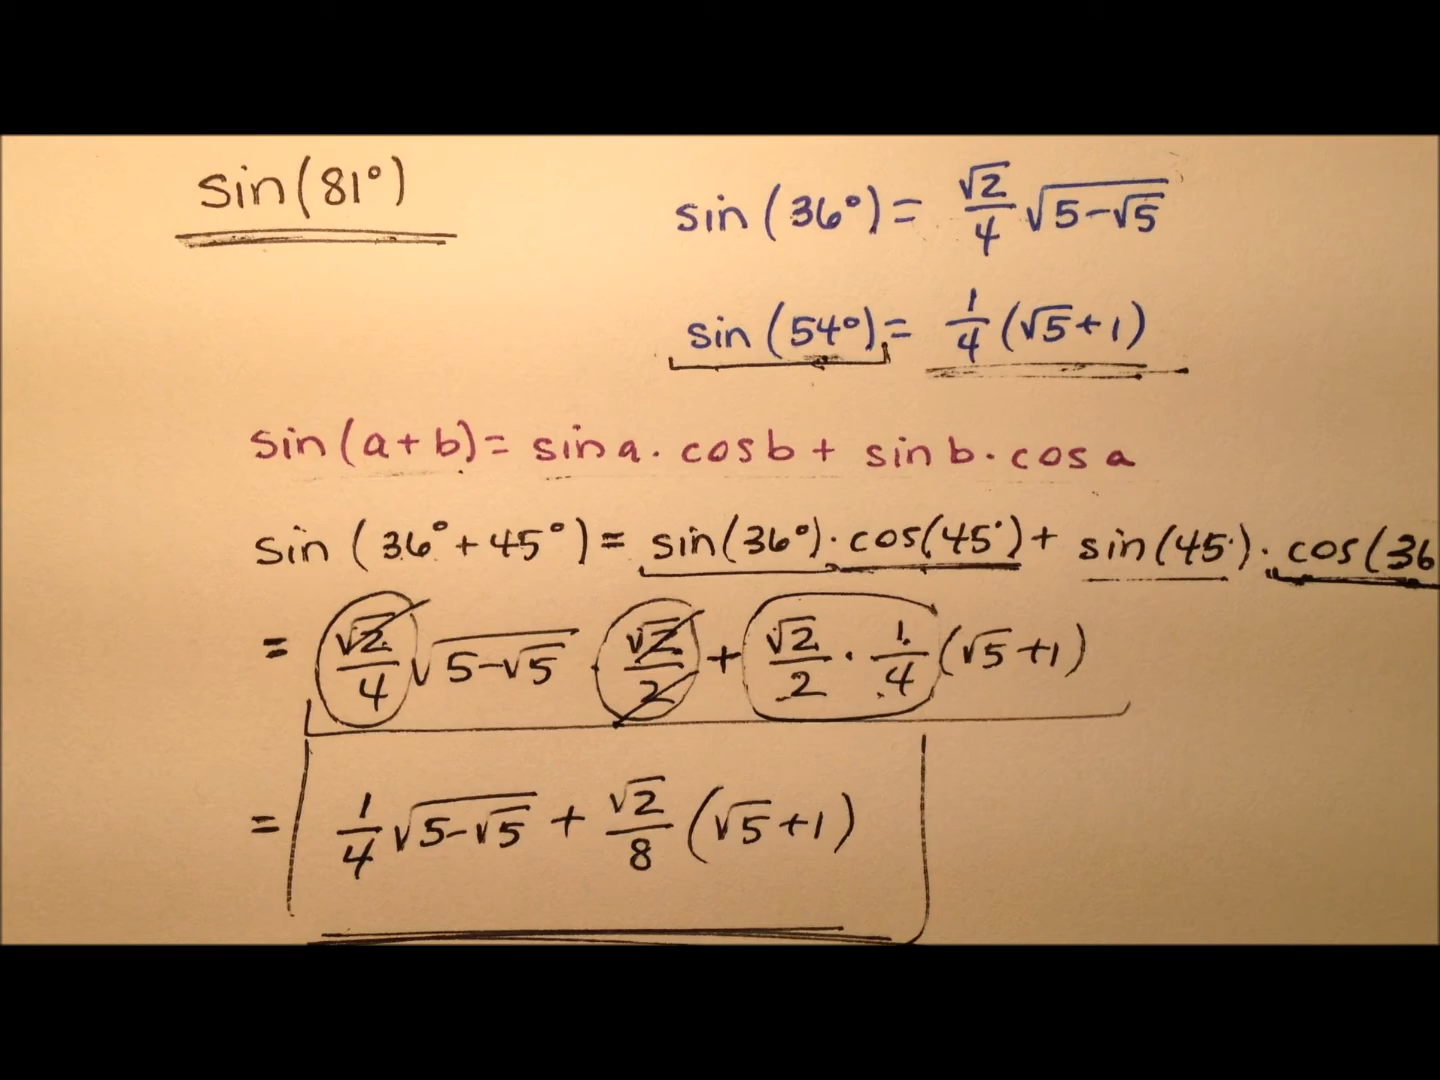 sin(81°)
sin(36°) = √2/4 √(5-√5)
sin(54°) = 1/4 (√5+1)
sin(a+b) = sin a · cos b + sin b · cos a
sin(36°+45°) = sin(36°) · cos(45°) + sin(45°) · cos(36
= √2/4 √(5-√5) · √2/2 + √2/2 · 1/4 (√5+1)
= 1/4 √(5-√5) + √2/8 (√5+1)